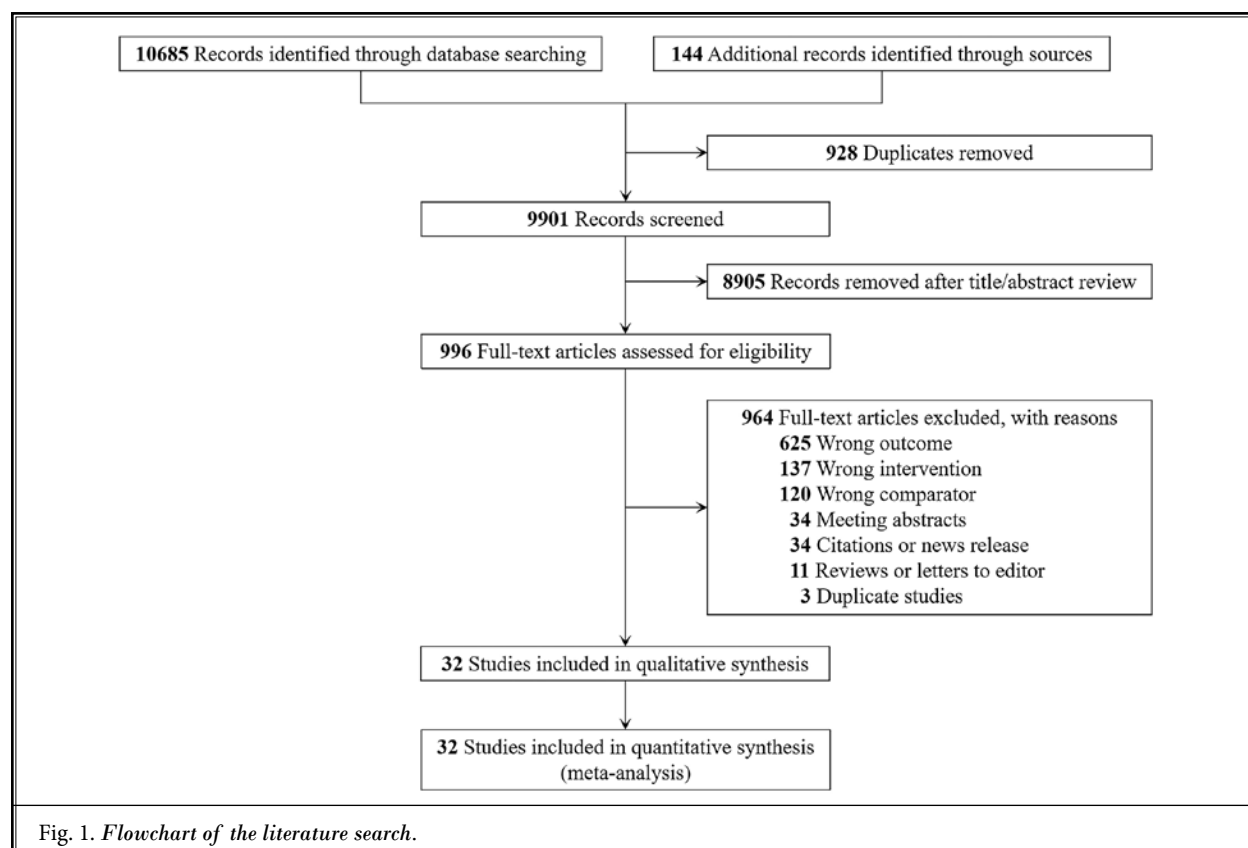 10685 Records identified through database searching
144 Additional records identified through sources
928 Duplicates removed
9901 Records screened
8905 Records removed after title/abstract review
996 Full-text articles assessed for eligibility
964 Full-text articles excluded, with reasons
625 Wrong outcome
137 Wrong intervention
120 Wrong comparator
34 Meeting abstracts
34 Citations or news release
11 Reviews or letters to editor
3 Duplicate studies
32 Studies included in qualitative synthesis
32 Studies included in quantitative synthesis
(meta-analysis)
Fig. 1. Flowchart of the literature search.